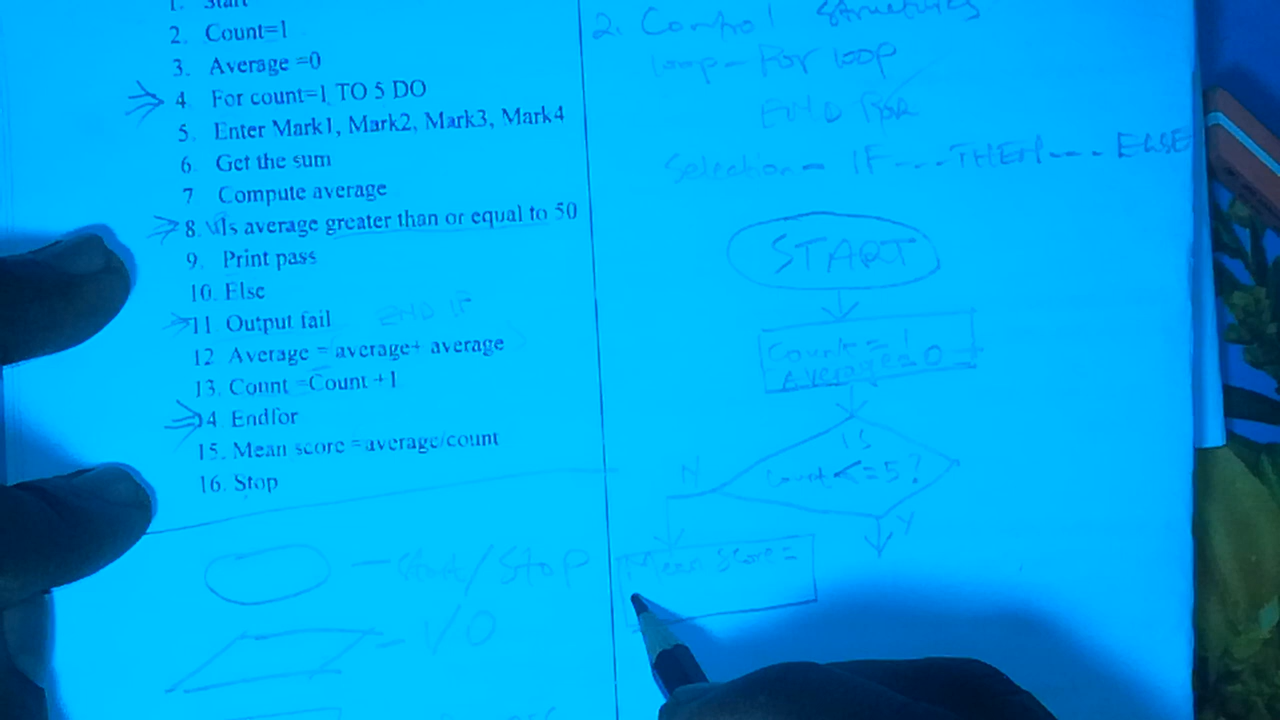 1. Start
2. Count=1
3. Average =0
4. For count=1 TO 5 DO
5. Enter Mark1, Mark2, Mark3, Mark4
6. Get the sum
7 Compute average
8. Is average greater than or equal to 50
9. Print pass
10. Else
11 Output fail END IF
12 Average = average+ average
13. Count =Count +1
14 Endfor
15. Mean score =average/count
16. Stop
— Start/Stop
- I/O
2. Control Structures
loop - For loop
END FOR
Selection - IF --- THEN --- ELSE
START
Count = 1
Average = 0
Is
Count <= 5?
N
Y
Mean Score =